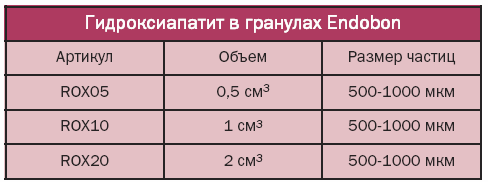 Гидроксиапатит в гранулах Endobon
Артикул Объем Размер частиц
ROX05 0,5 см³ 500-1000 мкм
ROX10 1 см³ 500-1000 мкм
ROX20 2 см³ 500-1000 мкм